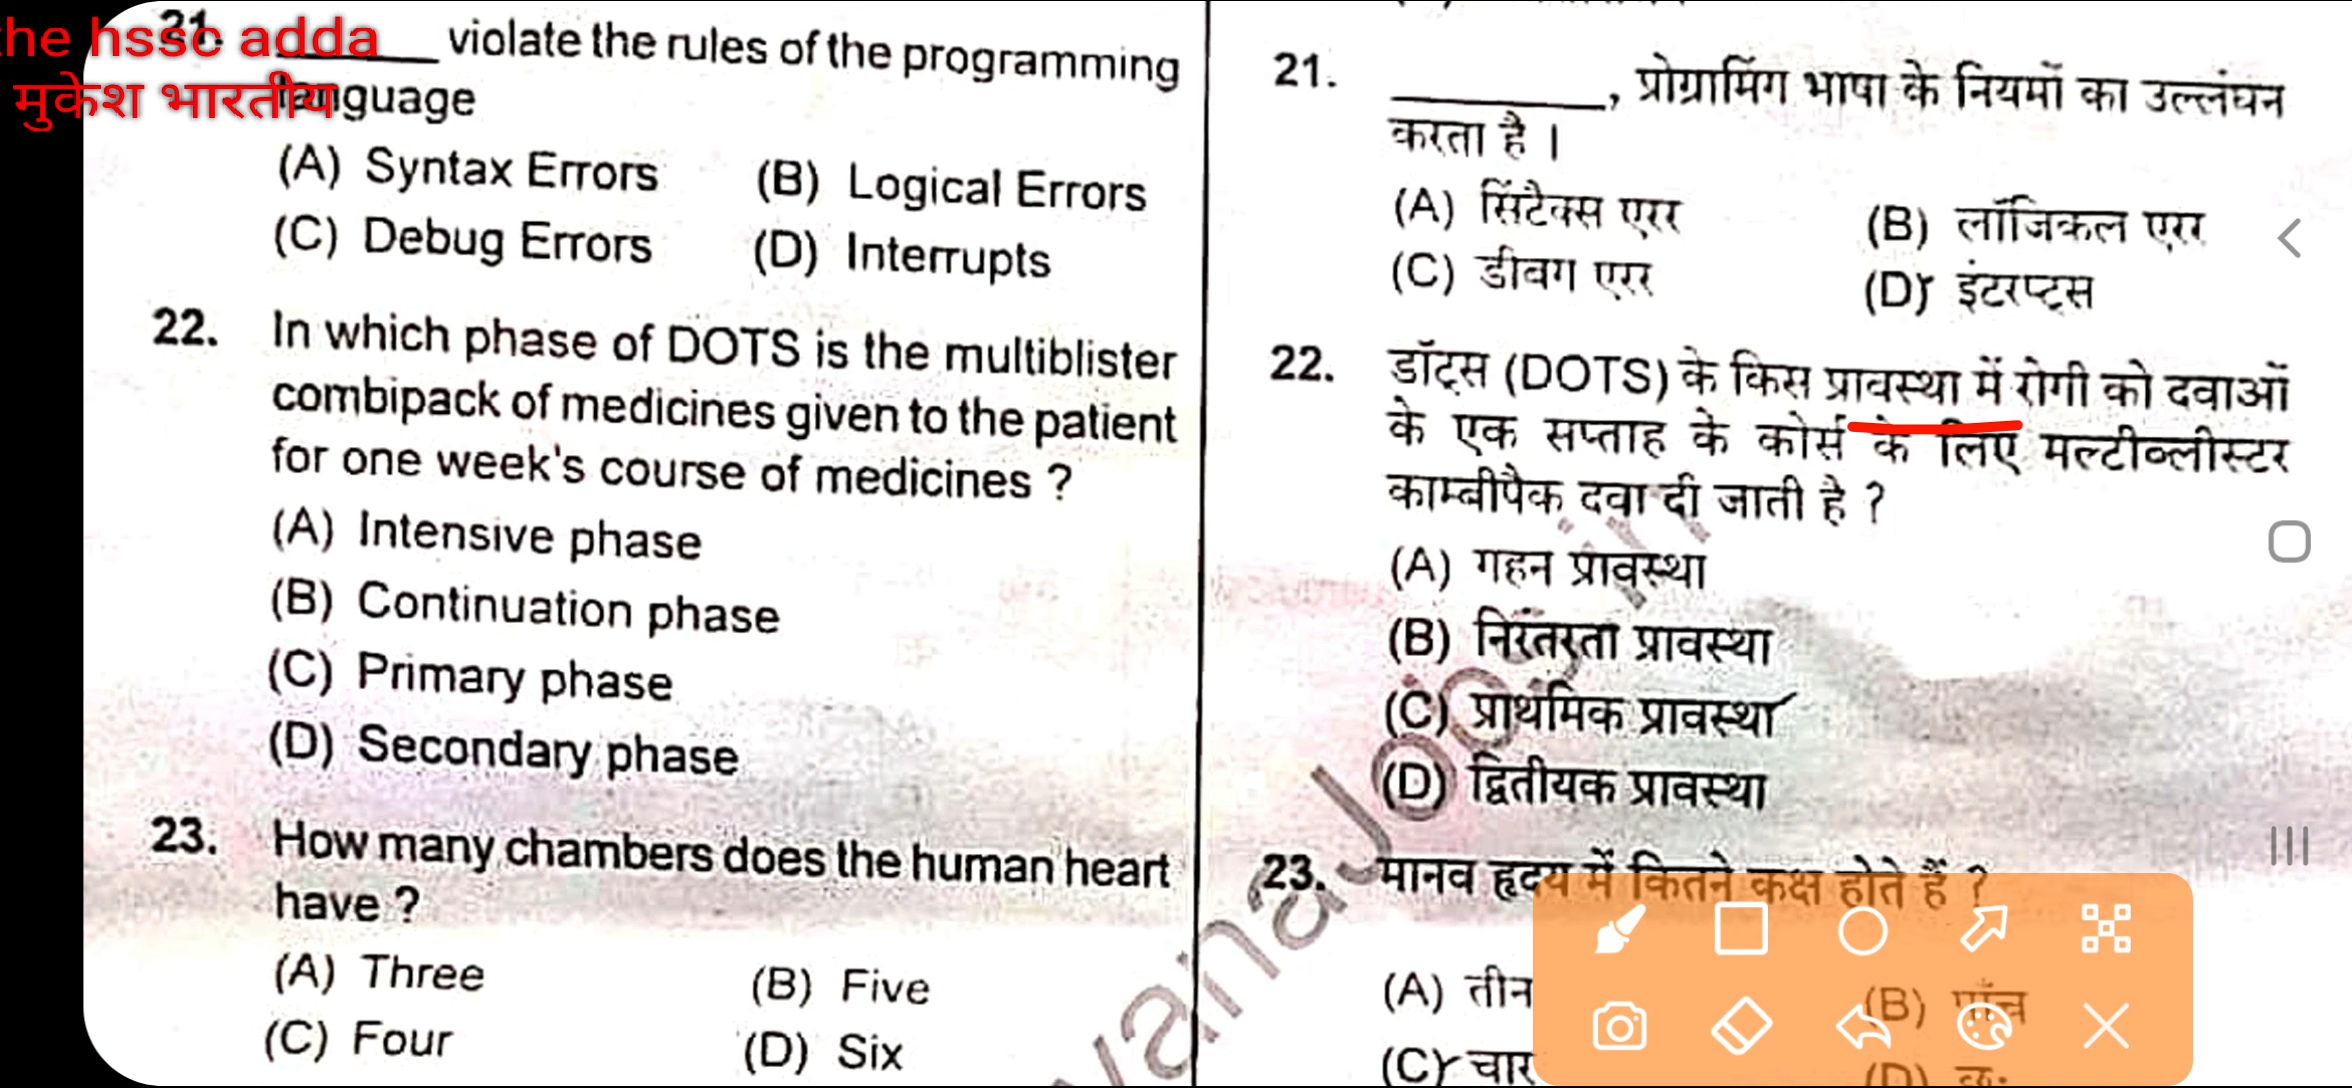 the hssc adda
मुकेश भारतीय
21. ______ violate the rules of the programming
language
(A) Syntax Errors (B) Logical Errors
(C) Debug Errors (D) Interrupts
22. In which phase of DOTS is the multiblister
combipack of medicines given to the patient
for one week's course of medicines ?
(A) Intensive phase
(B) Continuation phase
(C) Primary phase
(D) Secondary phase
23. How many chambers does the human heart
have ?
(A) Three (B) Five
(C) Four (D) Six
21. ______, प्रोग्रामिंग भाषा के नियमों का उल्लंघन
करता है ।
(A) सिंटैक्स एरर (B) लॉजिकल एरर
(C) डीबग एरर (D) इंटरप्ट्स
22. डॉट्स (DOTS) के किस प्रावस्था में रोगी को दवाओं
के एक सप्ताह के कोर्स के लिए मल्टीब्लीस्टर
काम्बीपैक दवा दी जाती है ?
(A) गहन प्रावस्था
(B) निरंतरता प्रावस्था
(C) प्राथमिक प्रावस्था
(D) द्वितीयक प्रावस्था
23. मानव हृदय में कितने कक्ष होते हैं ?
(A) तीन (B) पाँच
(C) चार (D)